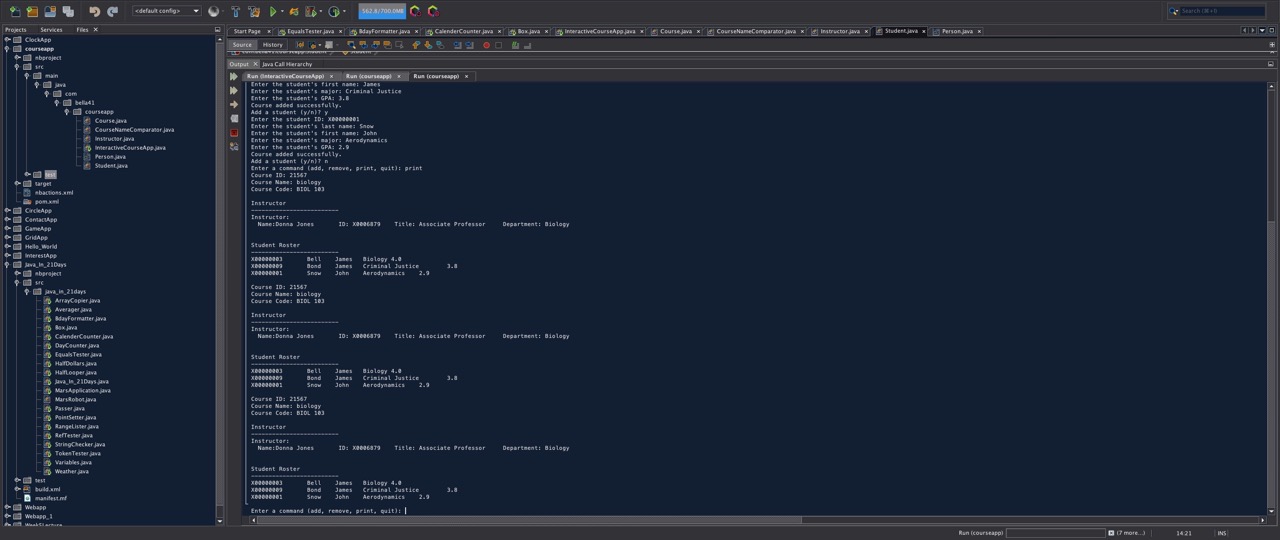 <default config>
562.8/700.0MB
Search (⌘+I)
Projects
Services
Files
Start Page
EqualsTester.java
BdayFormatter.java
CalenderCounter.java
Box.java
InteractiveCourseApp.java
Course.java
CourseNameComparator.java
Instructor.java
Student.java
Person.java
Source
History
Output
Java Call Hierarchy
Run (InteractiveCourseApp)
Run (courseapp)
Run (courseapp)
ClockApp
courseapp
nbproject
src
main
java
com
bella41
courseapp
Course.java
CourseNameComparator.java
Instructor.java
InteractiveCourseApp.java
Person.java
Student.java
test
target
nbactions.xml
pom.xml
CircleApp
ContactApp
GameApp
GridApp
Hello_World
InterestApp
Java_In_21Days
nbproject
src
java_in_21days
ArrayCopier.java
Averager.java
BdayFormatter.java
Box.java
CalenderCounter.java
DayCounter.java
EqualsTester.java
HalfDollars.java
HalfLooper.java
Java_In_21Days.java
MarsApplication.java
MarsRobot.java
Passer.java
PointSetter.java
RangeLister.java
RefTester.java
StringChecker.java
TokenTester.java
Variables.java
Weather.java
test
build.xml
manifest.mf
Webapp
Webapp_1
Week5Lecture
Enter the student's first name: James
Enter the student's major: Criminal Justice
Enter the student's GPA: 3.8
Course added successfully.
Add a student (y/n)? y
Enter the student ID: X00000001
Enter the student's last name: Snow
Enter the student's first name: John
Enter the student's major: Aerodynamics
Enter the student's GPA: 2.9
Course added successfully.
Add a student (y/n)? n
Enter a command (add, remove, print, quit): print
Course ID: 21567
Course Name: biology
Course Code: BIOL 103
Instructor
-------------------------
Instructor:
Name:Donna Jones ID: X0006879 Title: Associate Professor Department: Biology
Student Roster
-------------------------
X00000003 Bell James Biology 4.0
X00000009 Bond James Criminal Justice 3.8
X00000001 Snow John Aerodynamics 2.9
Course ID: 21567
Course Name: biology
Course Code: BIOL 103
Instructor
-------------------------
Instructor:
Name:Donna Jones ID: X0006879 Title: Associate Professor Department: Biology
Student Roster
-------------------------
X00000003 Bell James Biology 4.0
X00000009 Bond James Criminal Justice 3.8
X00000001 Snow John Aerodynamics 2.9
Course ID: 21567
Course Name: biology
Course Code: BIOL 103
Instructor
-------------------------
Instructor:
Name:Donna Jones ID: X0006879 Title: Associate Professor Department: Biology
Student Roster
-------------------------
X00000003 Bell James Biology 4.0
X00000009 Bond James Criminal Justice 3.8
X00000001 Snow John Aerodynamics 2.9
Enter a command (add, remove, print, quit):
Run (courseapp)
(7 more...)
14:21
INS